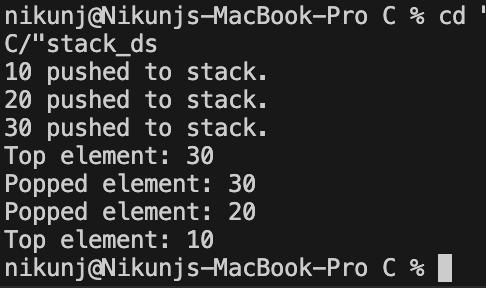 nikunj@Nikunjs-MacBook-Pro C % cd "
C/"stack_ds
10 pushed to stack.
20 pushed to stack.
30 pushed to stack.
Top element: 30
Popped element: 30
Popped element: 20
Top element: 10
nikunj@Nikunjs-MacBook-Pro C %